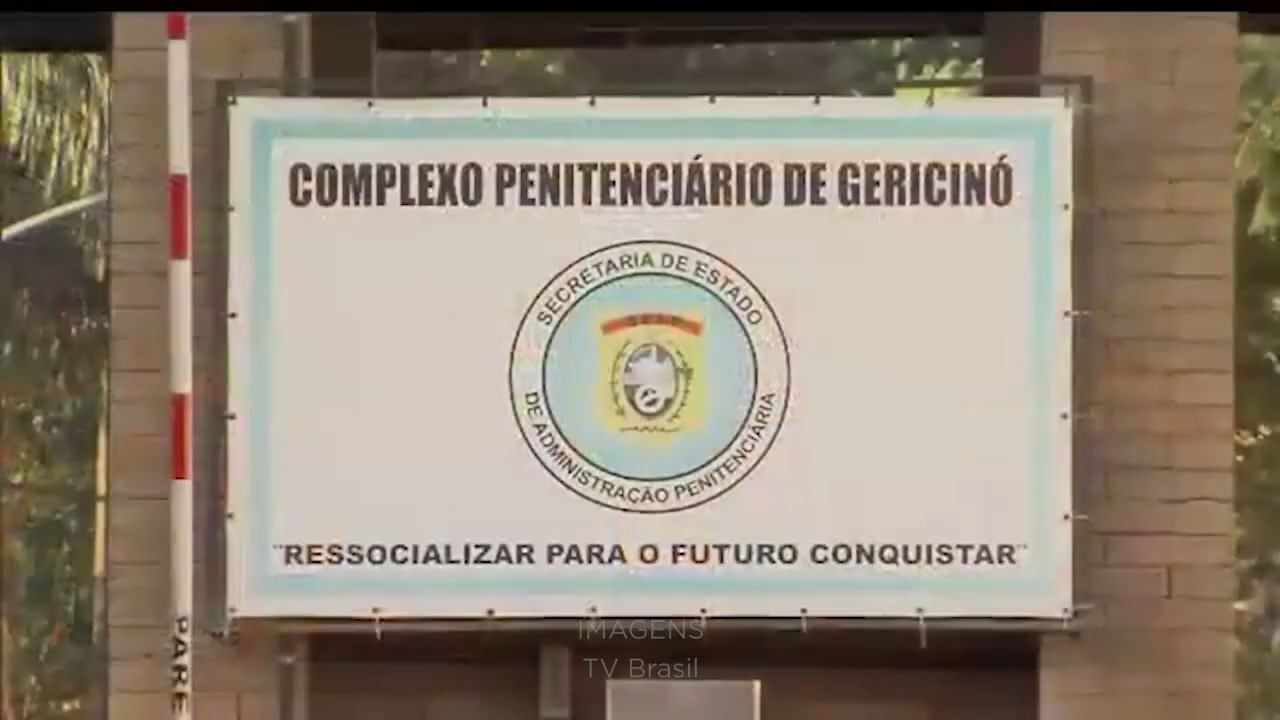 COMPLEXO PENITENCIÁRIO DE GERICINÓ
SECRETARIA DE ESTADO
DE ADMINISTRAÇÃO PENITENCIÁRIA
"RESSOCIALIZAR PARA O FUTURO CONQUISTAR"
PARE
IMAGENS
TV Brasil